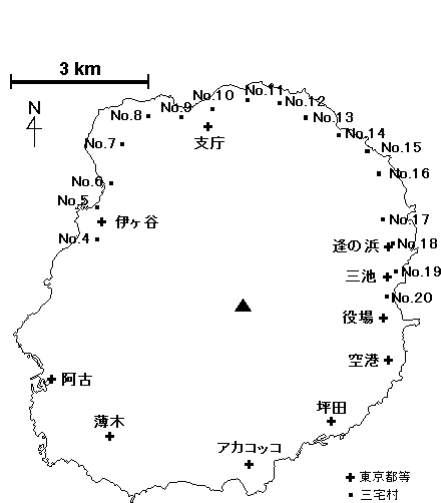 3 km
N
No.10
No.11
No.9
No.12
No.8
No.13
支庁
No.14
No.7
No.15
No.16
No.6
No.5
伊ヶ谷
No.17
No.4
逢の浜
No.18
三池
No.19
No.20
役場
空港
阿古
坪田
薄木
アカコッコ
東京都等
三宅村